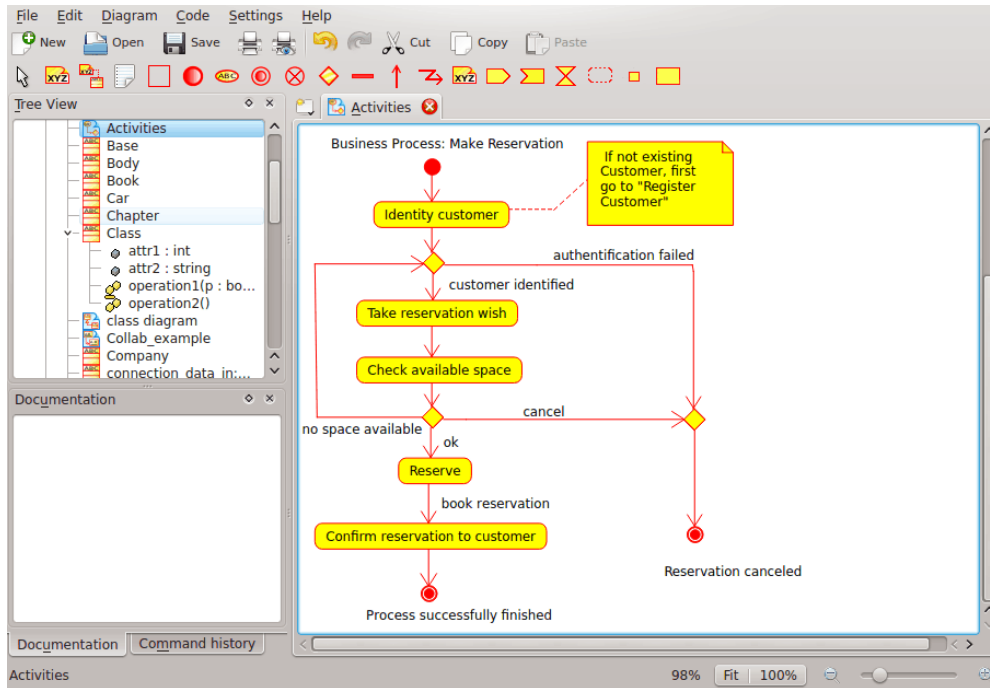 File Edit Diagram Code Settings Help
New Open Save Cut Copy Paste
XYZ XYZ ABC XYZ
Tree View
Activities
Activities
Base
Body
Book
Car
Chapter
Class
attr1 : int
attr2 : string
operation1(p : bo...
operation2()
class diagram
Collab_example
Company
connection_data_in:...
Documentation
Documentation Command history
Business Process: Make Reservation
If not existing
Customer, first
go to "Register
Customer"
Identity customer
authentification failed
customer identified
Take reservation wish
Check available space
cancel
no space available
ok
Reserve
book reservation
Confirm reservation to customer
Reservation canceled
Process successfully finished
Activities 98% Fit 100%